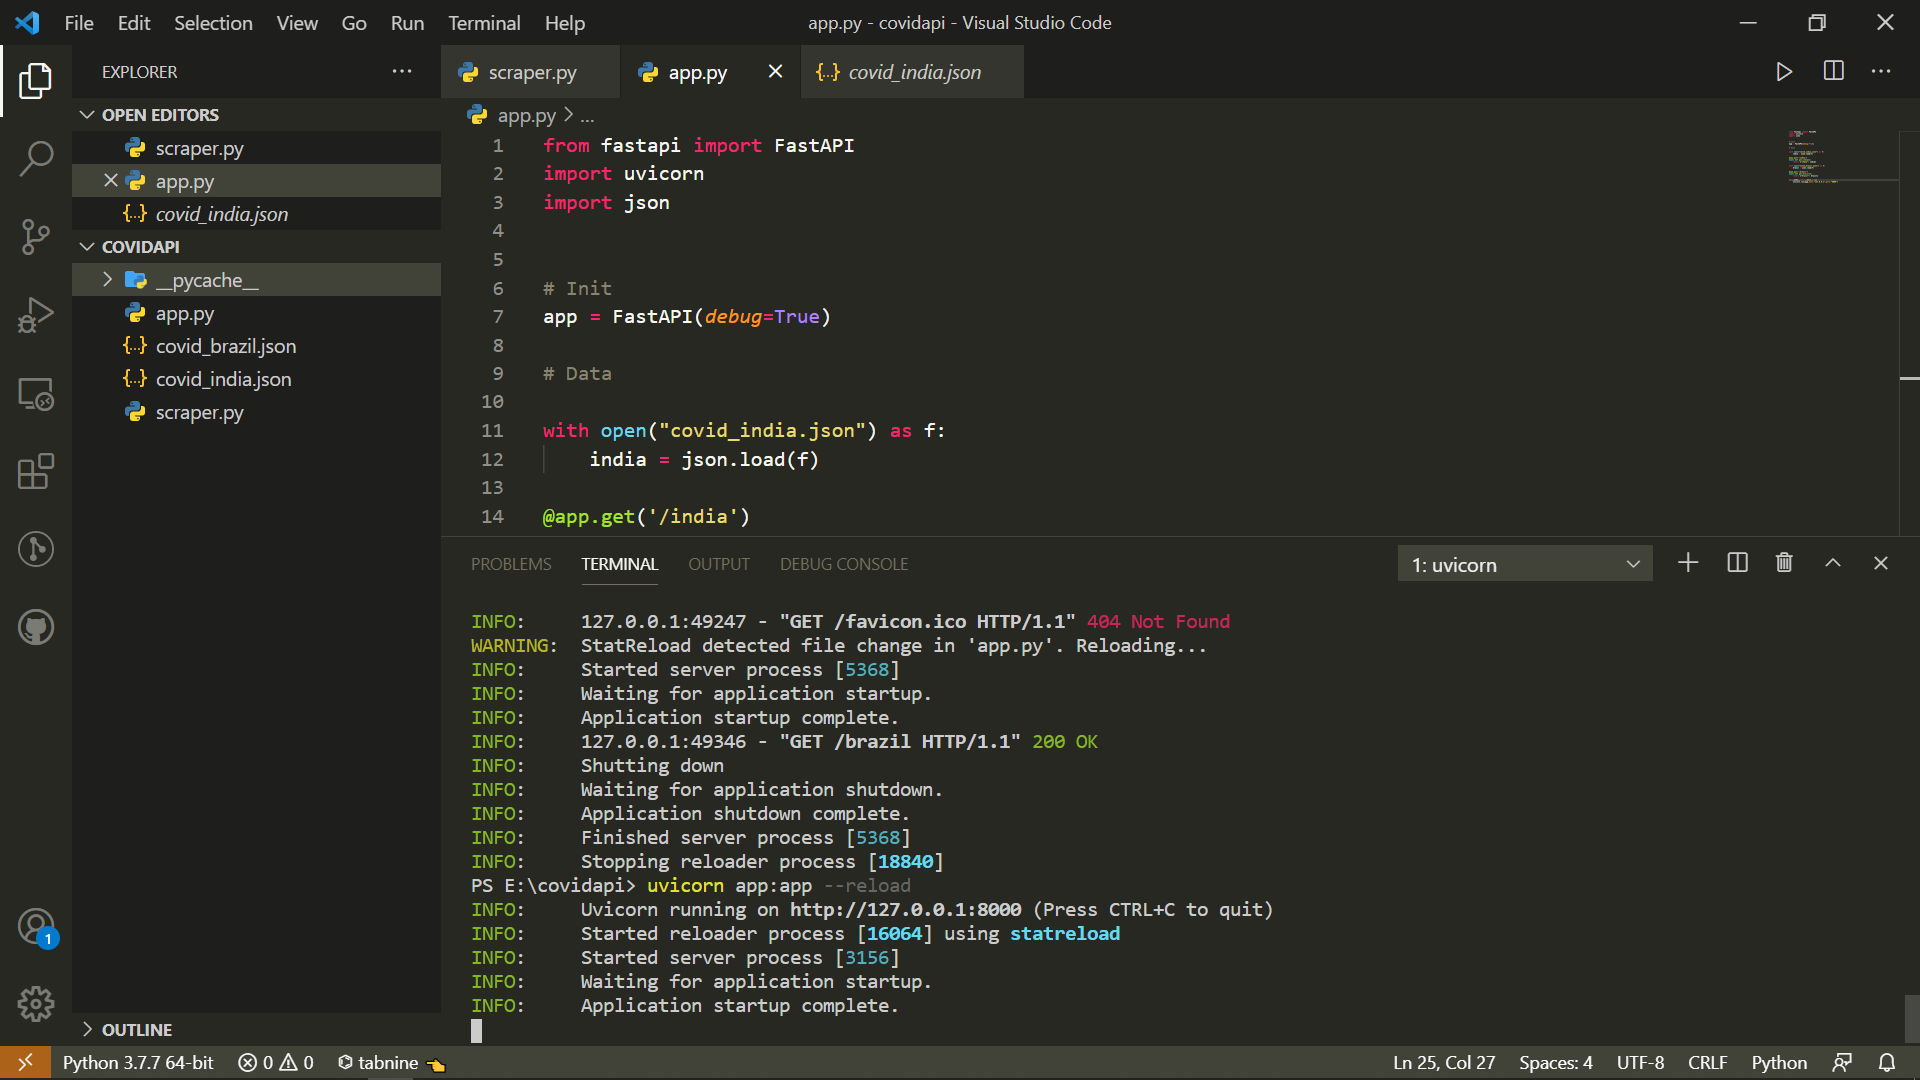 File Edit Selection View Go Run Terminal Help
app.py - covidapi - Visual Studio Code
EXPLORER
OPEN EDITORS
scraper.py
app.py
covid_india.json
COVIDAPI
__pycache__
app.py
covid_brazil.json
covid_india.json
scraper.py
OUTLINE
scraper.py
app.py
{..} covid_india.json
app.py > ...
1 from fastapi import FastAPI
2 import uvicorn
3 import json
4
5
6 # Init
7 app = FastAPI(debug=True)
8
9 # Data
10
11 with open("covid_india.json") as f:
12     india = json.load(f)
13
14 @app.get('/india')
PROBLEMS TERMINAL OUTPUT DEBUG CONSOLE
1: uvicorn
INFO:     127.0.0.1:49247 - "GET /favicon.ico HTTP/1.1" 404 Not Found
WARNING:  StatReload detected file change in 'app.py'. Reloading...
INFO:     Started server process [5368]
INFO:     Waiting for application startup.
INFO:     Application startup complete.
INFO:     127.0.0.1:49346 - "GET /brazil HTTP/1.1" 200 OK
INFO:     Shutting down
INFO:     Waiting for application shutdown.
INFO:     Application shutdown complete.
INFO:     Finished server process [5368]
INFO:     Stopping reloader process [18840]
PS E:\covidapi> uvicorn app:app --reload
INFO:     Uvicorn running on http://127.0.0.1:8000 (Press CTRL+C to quit)
INFO:     Started reloader process [16064] using statreload
INFO:     Started server process [3156]
INFO:     Waiting for application startup.
INFO:     Application startup complete.
1
Python 3.7.7 64-bit 0 0 tabnine
Ln 25, Col 27 Spaces: 4 UTF-8 CRLF Python